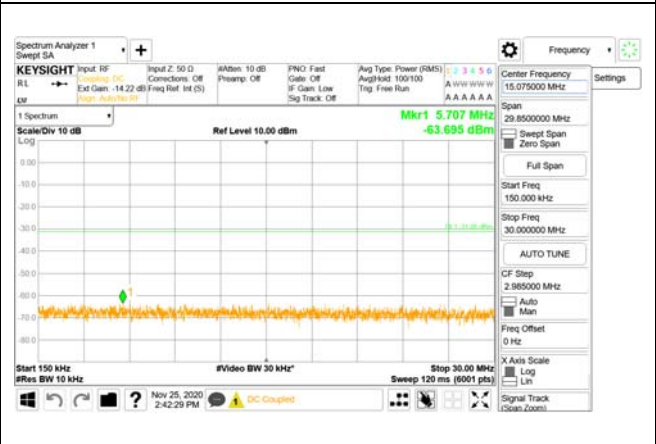 Spectrum Analyzer 1
Swept SA
Frequency
KEYSIGHT
RL
Input: RF
Coupling: DC
Ext Gain: -14.22 dB
Align: Auto/No RF
Input Z: 50 Ω
Corrections: Off
Freq Ref: Int (S)
#Atten: 10 dB
Preamp: Off
PNO: Fast
Gate: Off
IF Gain: Low
Sig Track: Off
Avg Type: Power (RMS)
Avg|Hold: 100/100
Trig: Free Run
1 2 3 4 5 6
A W W W W W
A A A A A A
1 Spectrum
Scale/Div 10 dB
Log
Ref Level 10.00 dBm
Mkr1 5.707 MHz
-63.695 dBm
0.00
-10.0
-20.0
-30.0
-40.0
-50.0
-60.0
-70.0
-80.0
1
Start 150 kHz
#Res BW 10 kHz
#Video BW 30 kHz*
Stop 30.00 MHz
Sweep 120 ms (6001 pts)
Nov 25, 2020
2:42:29 PM
DC Coupled
Center Frequency
15.075000 MHz
Settings
Span
29.8500000 MHz
Swept Span
Zero Span
Full Span
Start Freq
150.000 kHz
Stop Freq
30.000000 MHz
AUTO TUNE
CF Step
2.985000 MHz
Auto
Man
Freq Offset
0 Hz
X Axis Scale
Log
Lin
Signal Track
(Span Zoom)